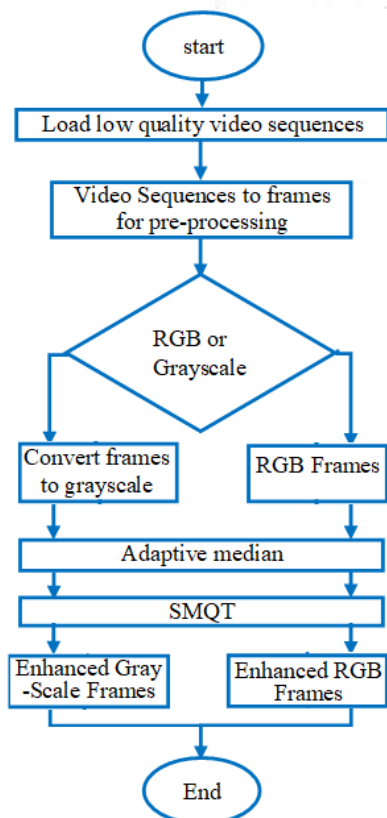 start
Load low quality video sequences
Video Sequences to frames
for pre-processing
RGB or
Grayscale
Convert frames
to grayscale
RGB Frames
Adaptive median
SMQT
Enhanced Gray
-Scale Frames
Enhanced RGB
Frames
End